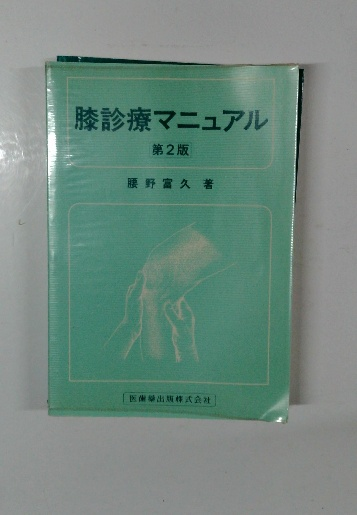 膝診療マニュアル
第2版
腰野富久 著
医歯薬出版株式会社